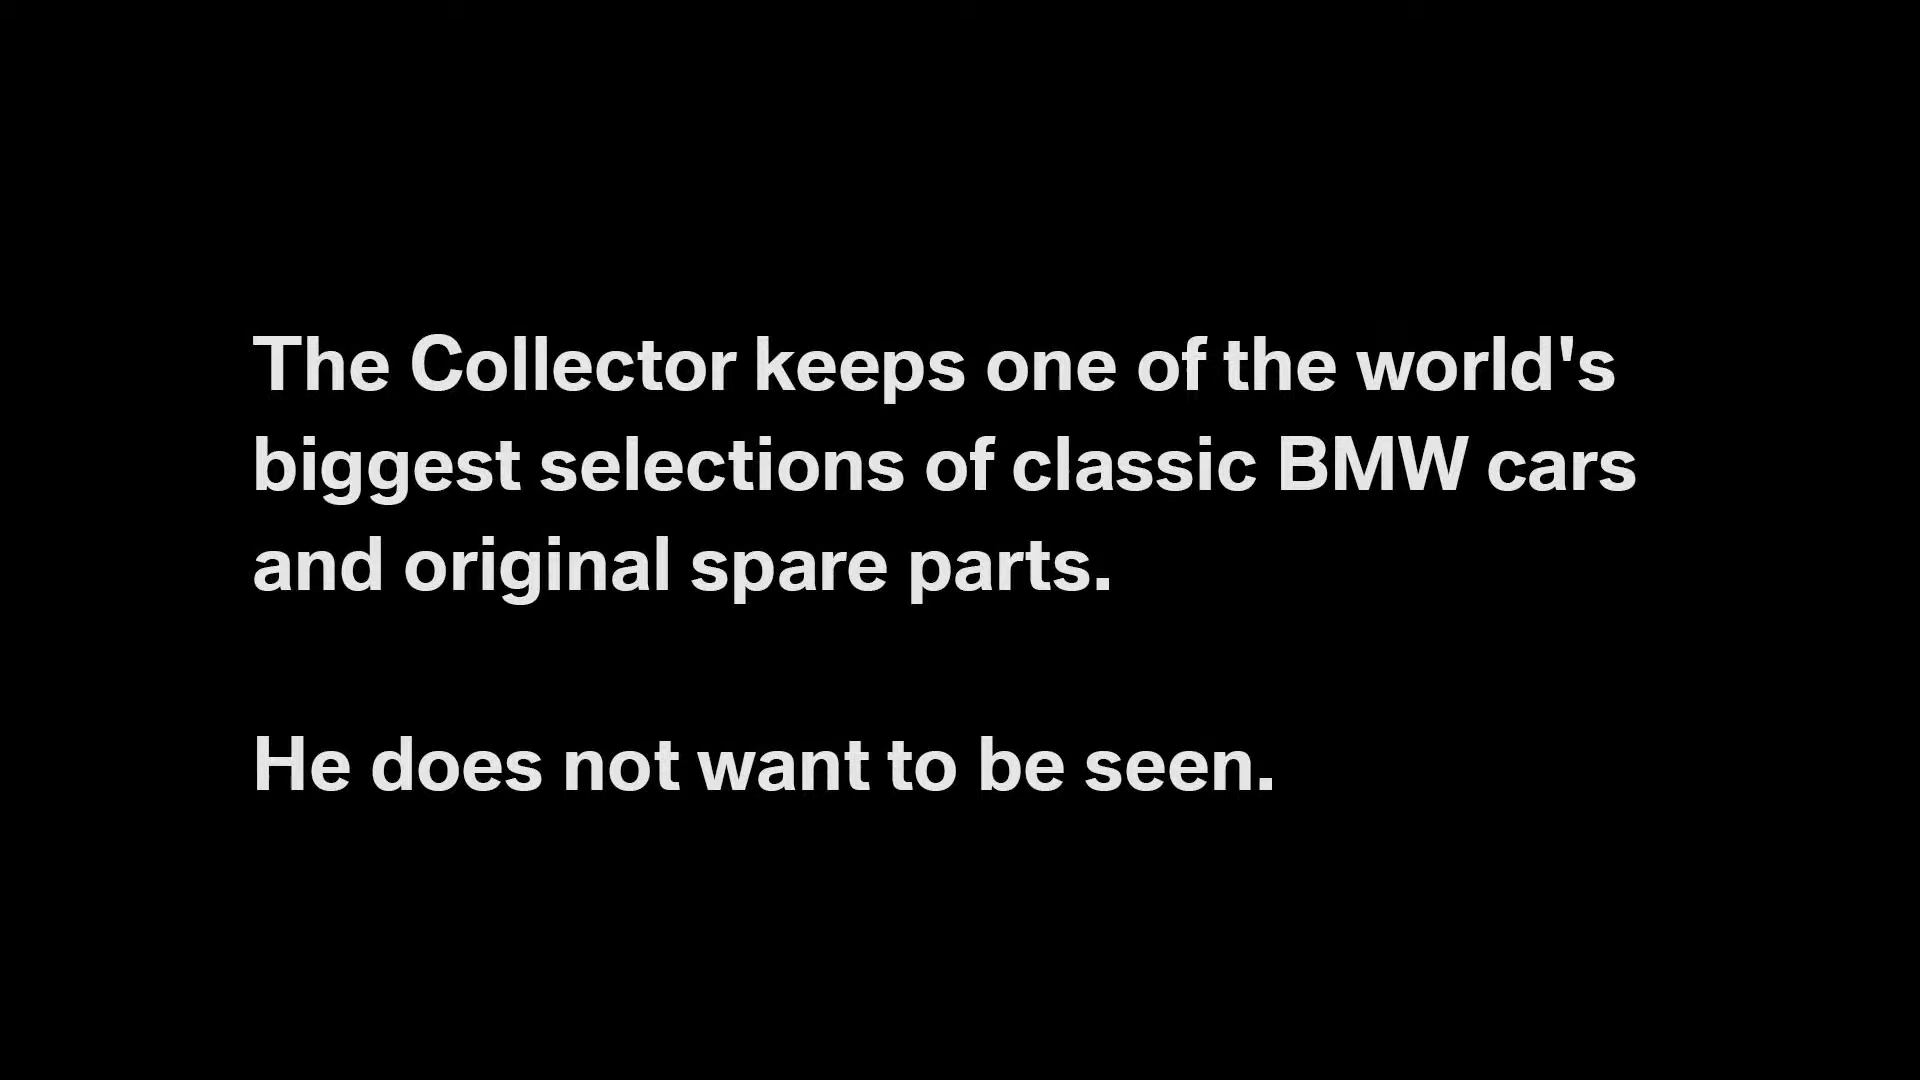 The Collector keeps one of the world's
biggest selections of classic BMW cars
and original spare parts.
He does not want to be seen.